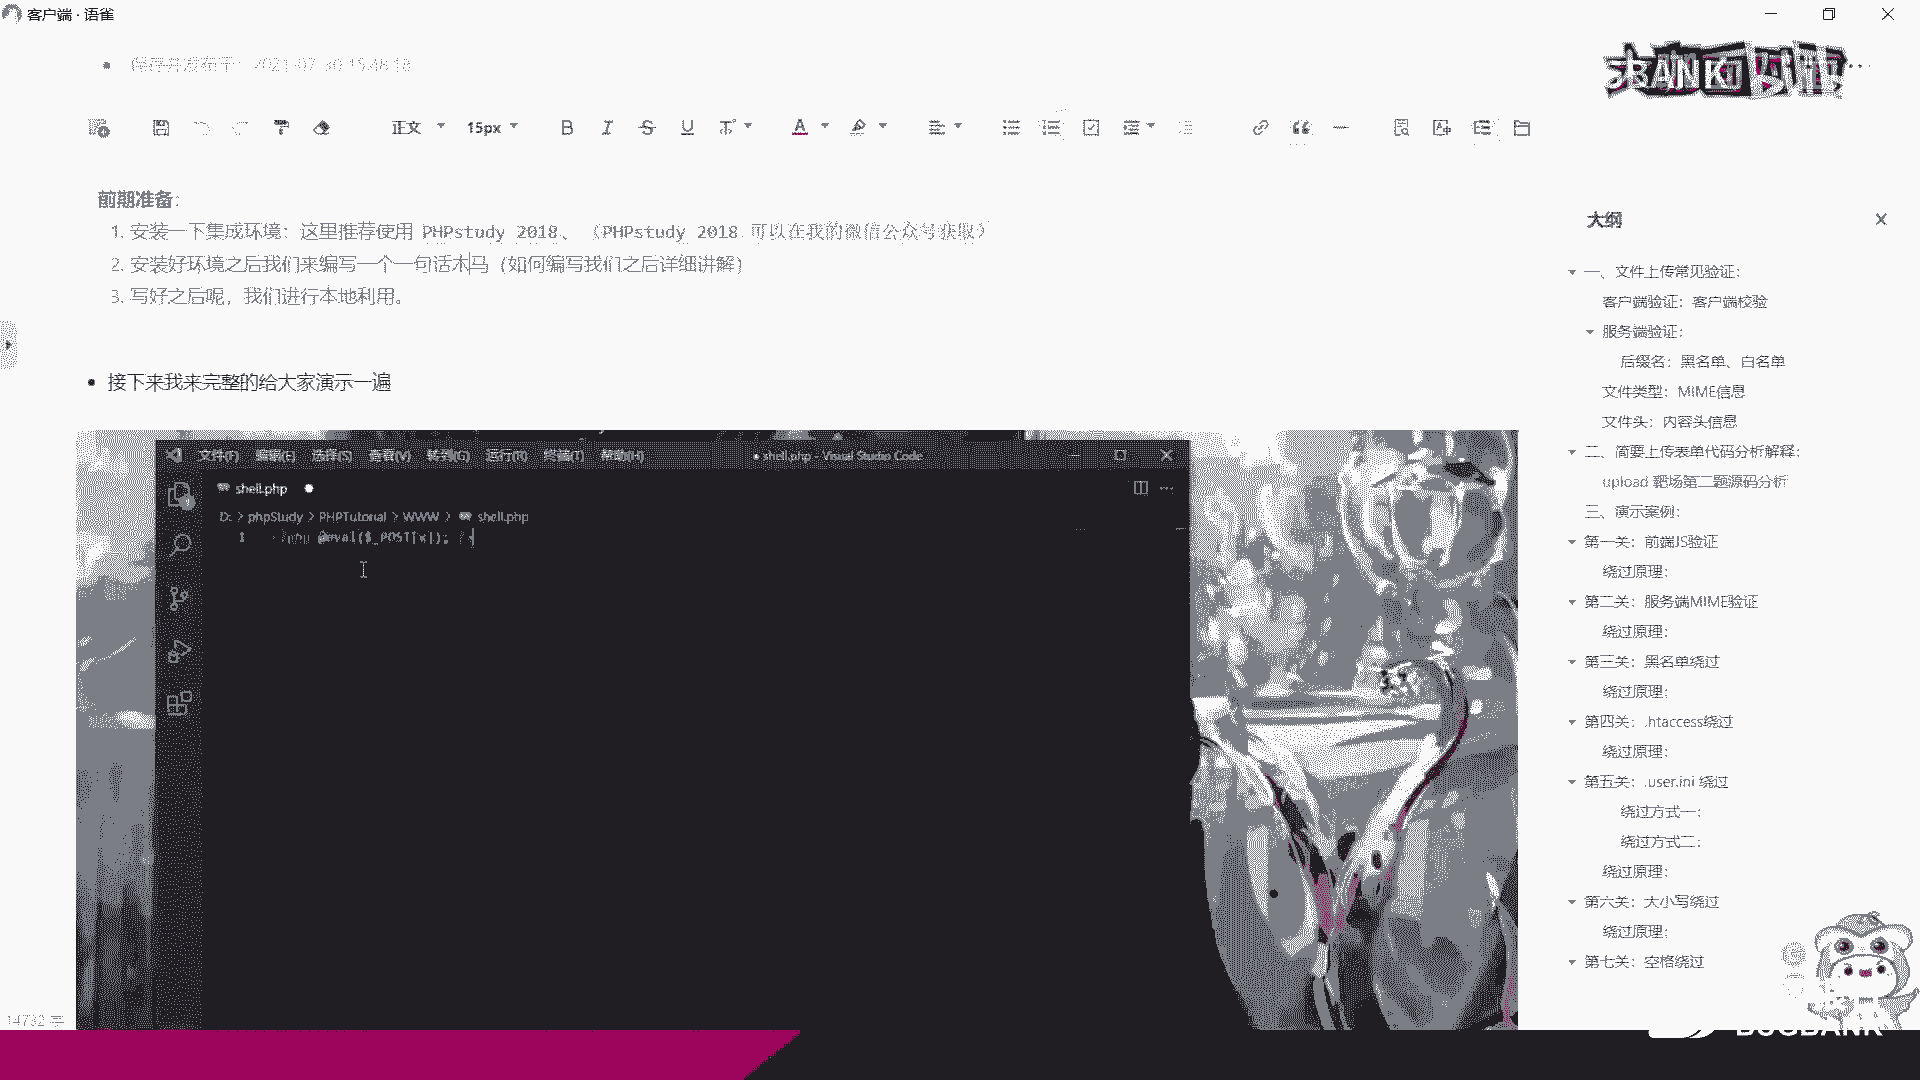 客户端 · 语雀
保存并发布于：2021-07-30 15:48:18
正文
15px
前期准备：
1. 安装一下集成环境：这里推荐使用 PHPstudy 2018、（PHPstudy 2018 可以在我的微信公众号获取）
2. 安装好环境之后我们来编写一个一句话木马（如何编写我们之后详细讲解）
3. 写好之后呢，我们进行本地利用。
接下来我来完整的给大家演示一遍
文件(F) 编辑(E) 选择(S) 查看(V) 转到(G) 运行(R) 终端(T) 帮助(H)
● shell.php - Visual Studio Code
shell.php
D: > phpStudy > PHPTutorial > WWW > shell.php
1
@eval($_POST[x]);
大纲
一、文件上传常见验证：
客户端验证：客户端校验
服务端验证：
后缀名：黑名单、白名单
文件类型：MIME信息
文件头：内容头信息
二、简要上传表单代码分析解释：
upload 靶场第二题源码分析
三、演示案例：
第一关：前端JS验证
绕过原理：
第二关：服务端MIME验证
绕过原理：
第三关：黑名单绕过
绕过原理：
第四关：.htaccess绕过
绕过原理：
第五关：.user.ini 绕过
绕过方式一：
绕过方式二：
绕过原理：
第六关：大小写绕过
绕过原理：
第七关：空格绕过
14732 字
BUGBANK